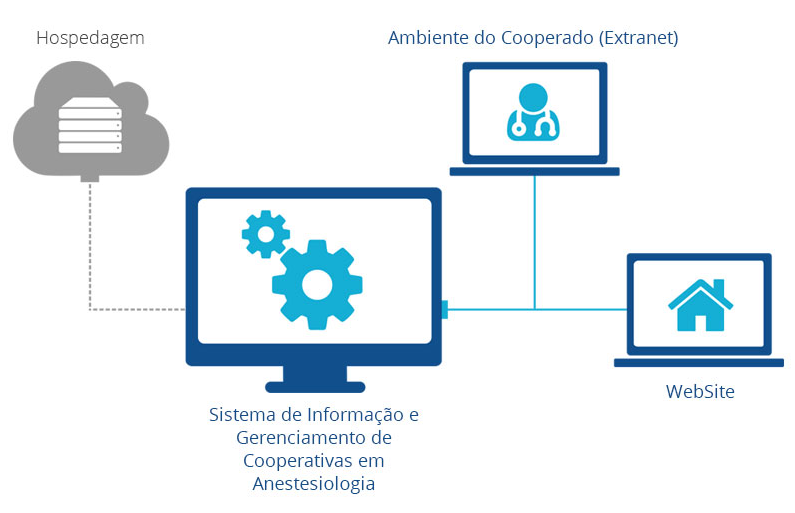 Hospedagem
Ambiente do Cooperado (Extranet)
Sistema de Informação e
Gerenciamento de
Cooperativas em
Anestesiologia
WebSite